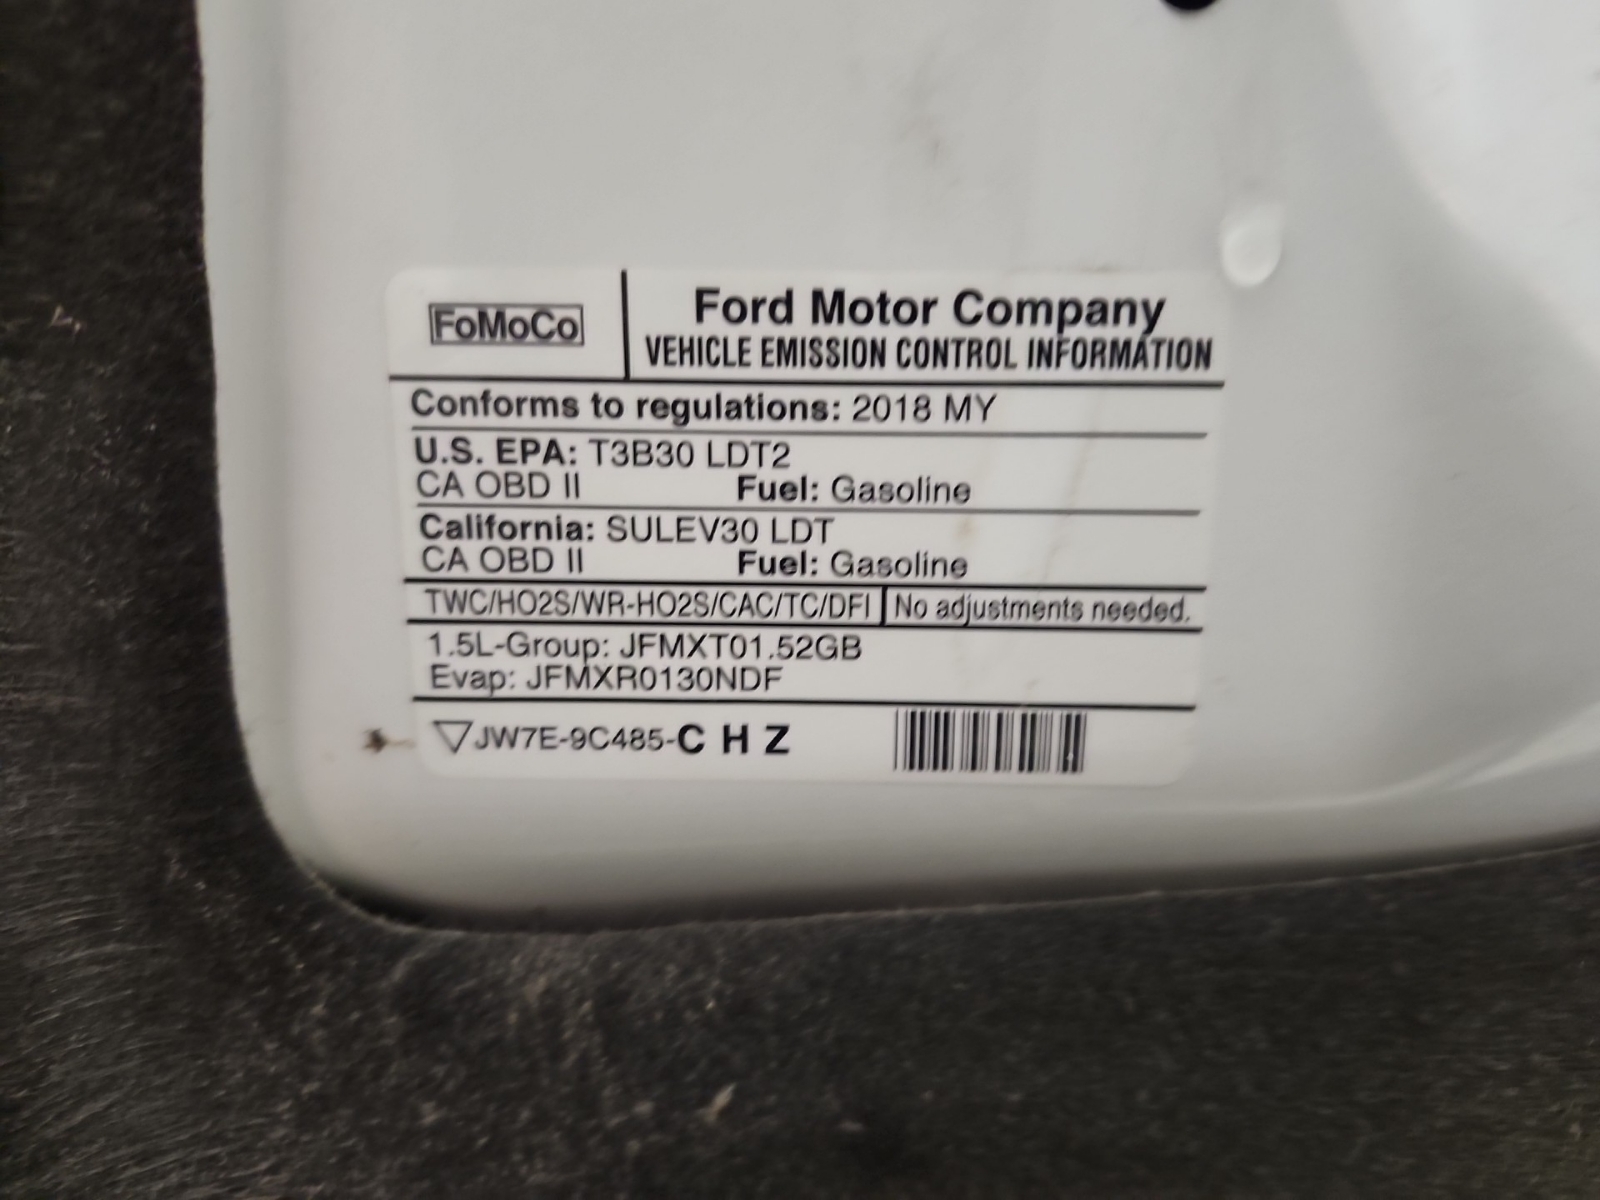 FoMoCo
Ford Motor Company
VEHICLE EMISSION CONTROL INFORMATION
Conforms to regulations: 2018 MY
U.S. EPA: T3B30 LDT2
CA OBD II Fuel: Gasoline
California: SULEV30 LDT
CA OBD II Fuel: Gasoline
TWC/HO2S/WR-HO2S/CAC/TC/DFI No adjustments needed.
1.5L-Group: JFMXT01.52GB
Evap: JFMXR0130NDF
JW7E-9C485-C H Z